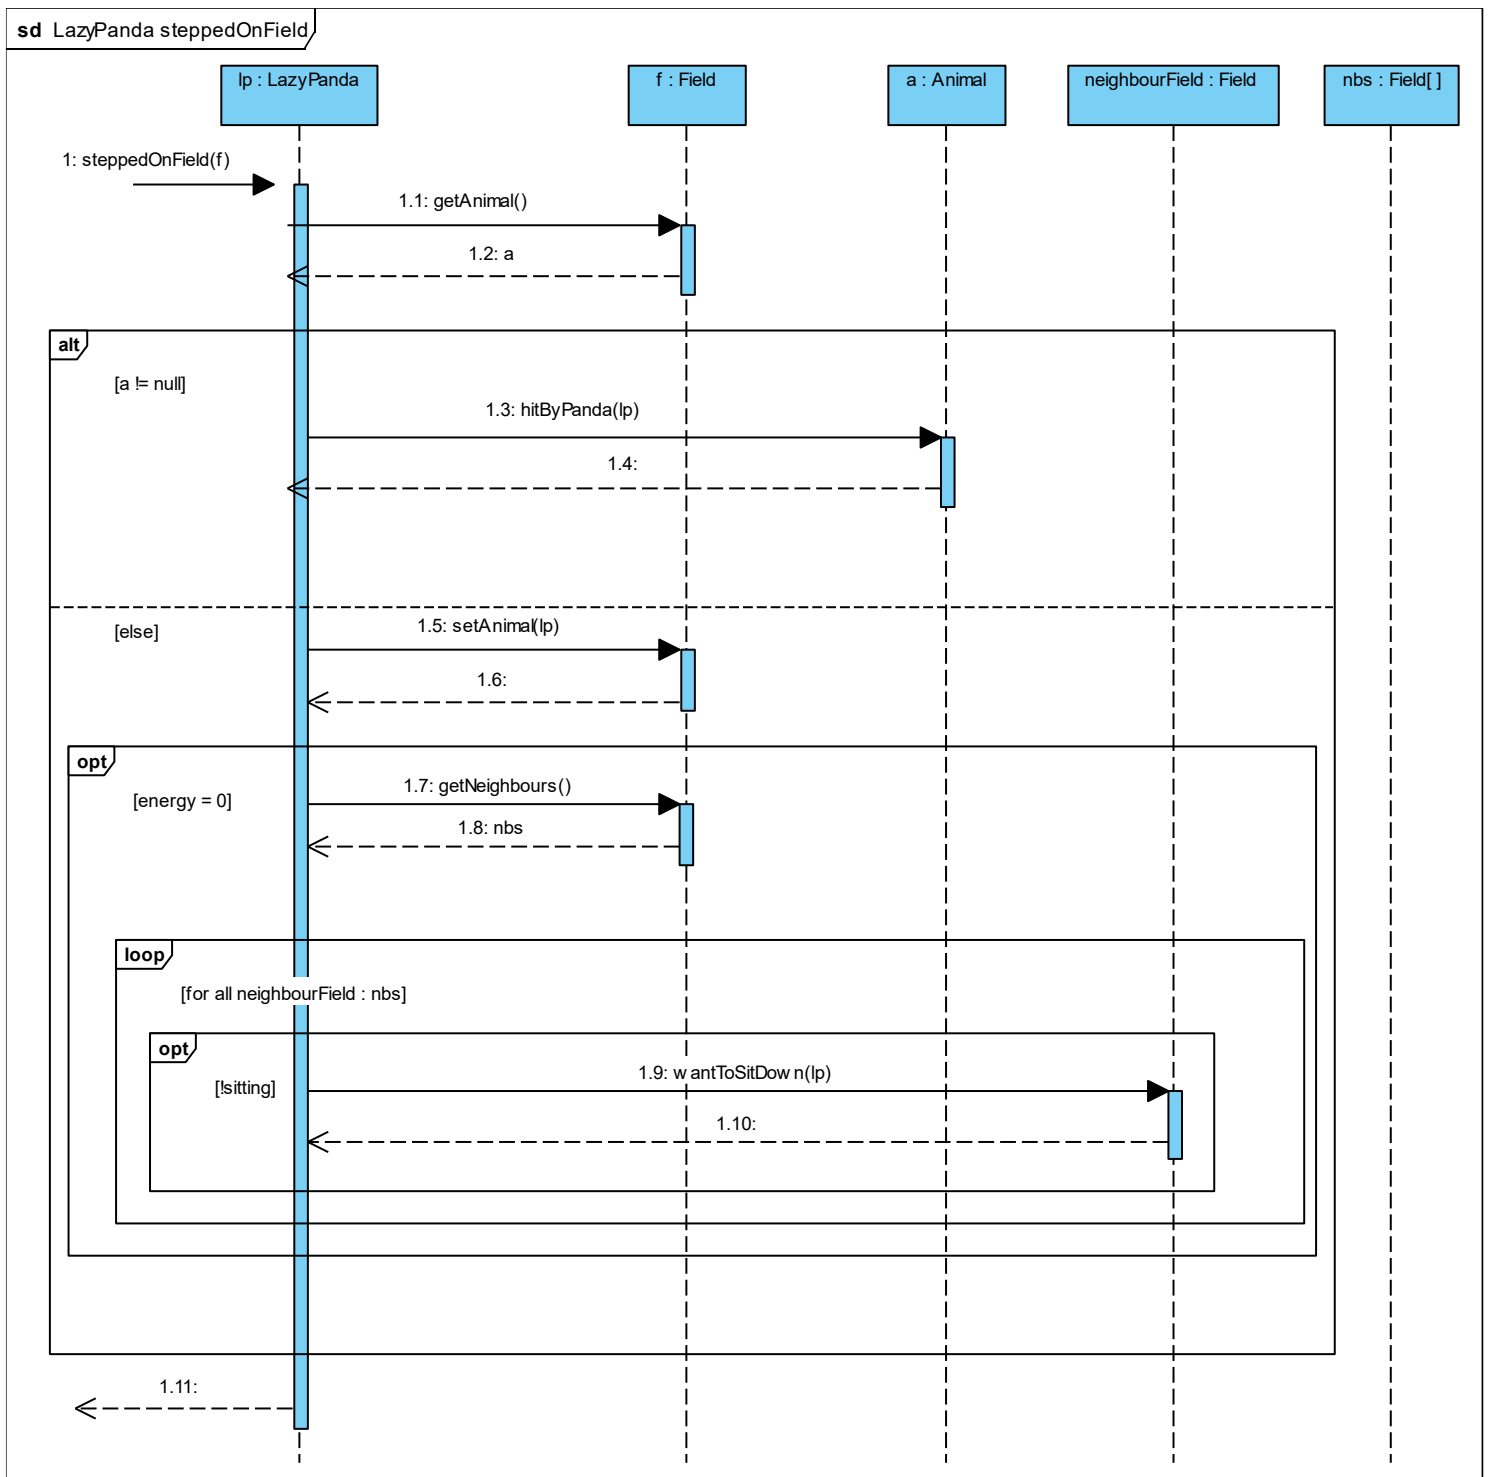 sd LazyPanda steppedOnField
lp : LazyPanda
f : Field
a : Animal
neighbourField : Field
nbs : Field[ ]
1: steppedOnField(f)
1.1: getAnimal()
1.2: a
alt
[a != null]
1.3: hitByPanda(lp)
1.4:
[else]
1.5: setAnimal(lp)
1.6:
opt
[energy = 0]
1.7: getNeighbours()
1.8: nbs
loop
[for all neighbourField : nbs]
opt
[!sitting]
1.9: wantToSitDown(lp)
1.10:
1.11: